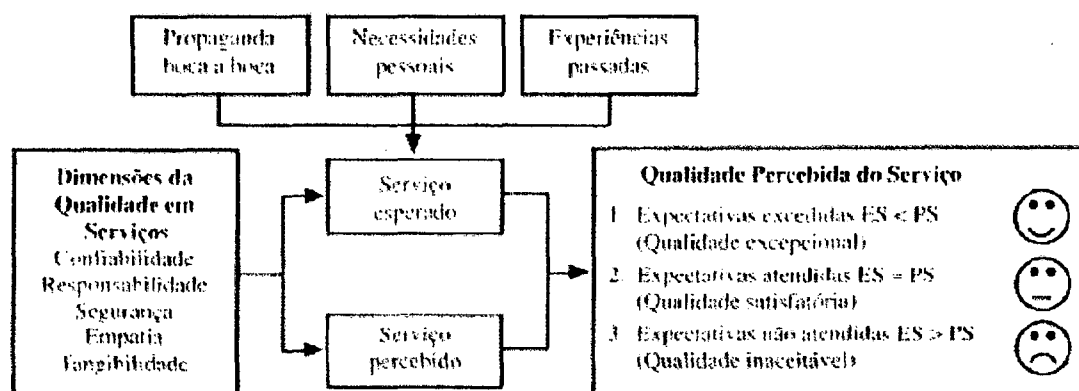 Propaganda
boca a boca
Necessidades
pessoais
Experiências
passadas
Dimensões da
Qualidade em
Serviços
Confiabilidade
Responsabilidade
Segurança
Empatia
Tangibilidade
Serviço
esperado
Serviço
percebido
Qualidade Percebida do Serviço
1. Expectativas excedidas ES < PS
(Qualidade excepcional)
2. Expectativas atendidas ES = PS
(Qualidade satisfatória)
3. Expectativas não atendidas ES > PS
(Qualidade inaceitável)